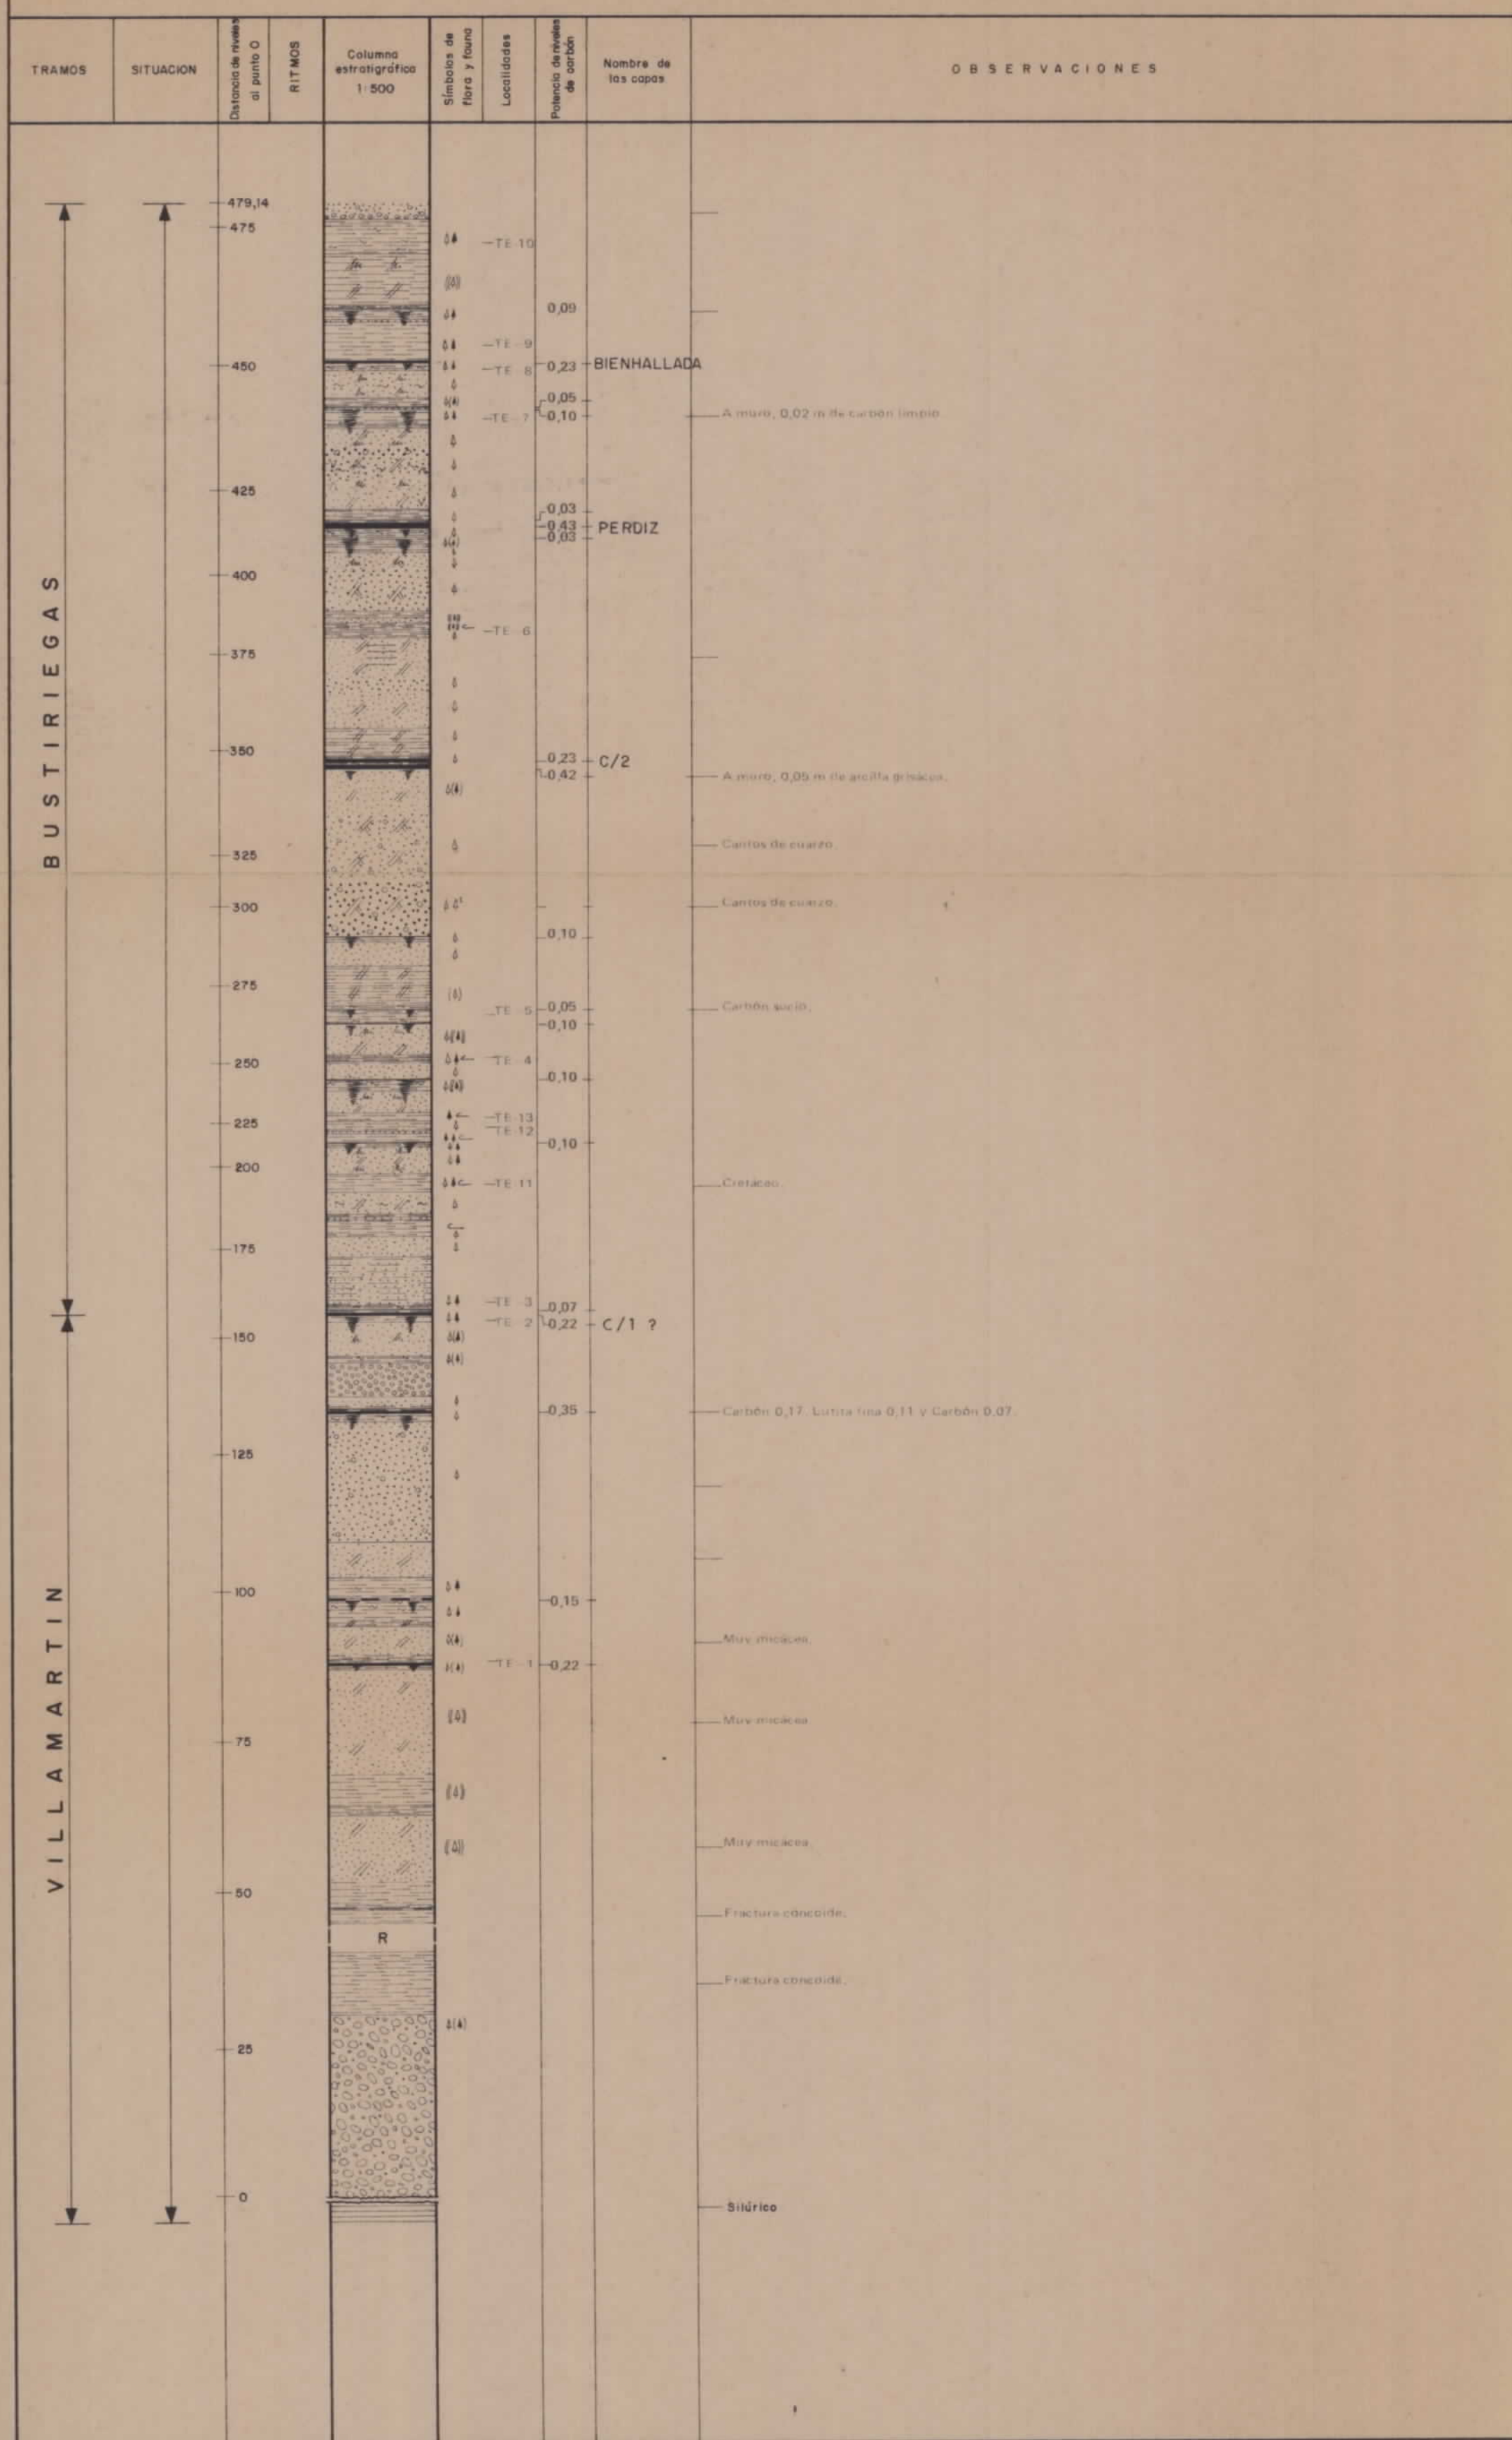 TRAMOS
SITUACION
Distancia de niveles
al punto 0
RITMOS
Columna
estratigráfica
1:500
Símbolos de
flora y fauna
Localidades
Potencia de niveles
de carbón
Nombre de
las capas
OBSERVACIONES
479,14
475
TE 10
0,09
TE 9
450
TE 8
0,23
BIENHALLADA
0,05
TE 7
0,10
A muro, 0,02 m de carbón limpio
425
0,03
0,43
PERDIZ
0,03
400
BUSTIRIEGAS
TE 6
375
350
0,23
C/2
0,42
A muro, 0,05 m de arcilla grisácea.
325
Cantos de cuarzo.
300
Cantos de cuarzo.
0,10
275
TE 5
0,05
Carbón sucio.
0,10
250
TE 4
0,10
225
TE 13
TE 12
0,10
200
TE 11
Cretáceo.
175
TE 3
0,07
TE 2
0,22
C/1 ?
150
0,35
Carbón 0,17. Lutita fina 0,11 y Carbón 0,07.
125
VILLAMARTIN
100
0,15
Muy micácea.
TE 1
0,22
Muy micácea
75
Muy micácea.
50
Fractura concoide.
R
Fractura concoide.
25
0
Silúrico